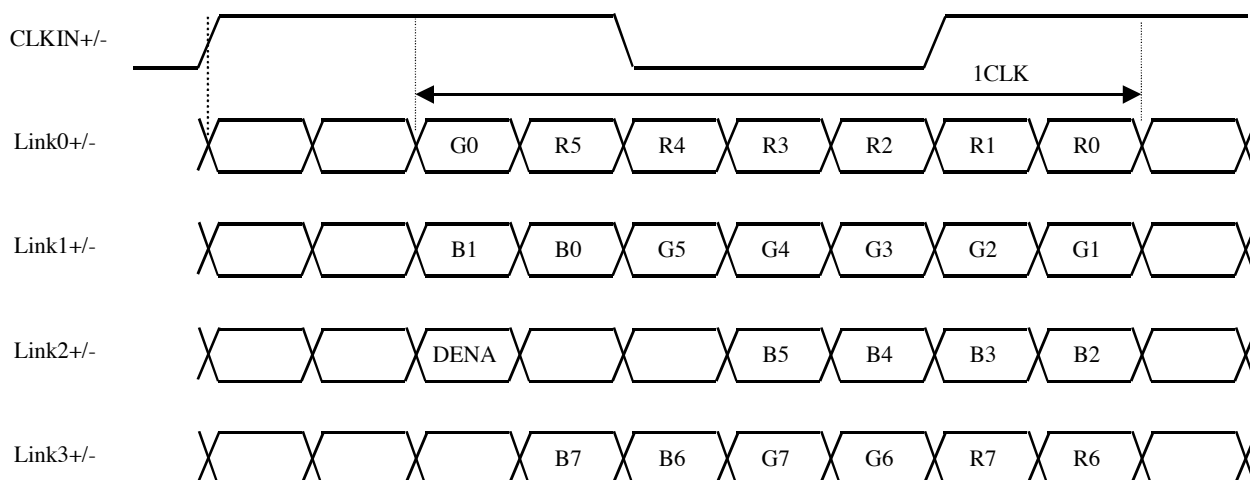 CLKIN+/-
1CLK
Link0+/- G0 R5 R4 R3 R2 R1 R0
Link1+/- B1 B0 G5 G4 G3 G2 G1
Link2+/- DENA B5 B4 B3 B2
Link3+/- B7 B6 G7 G6 R7 R6